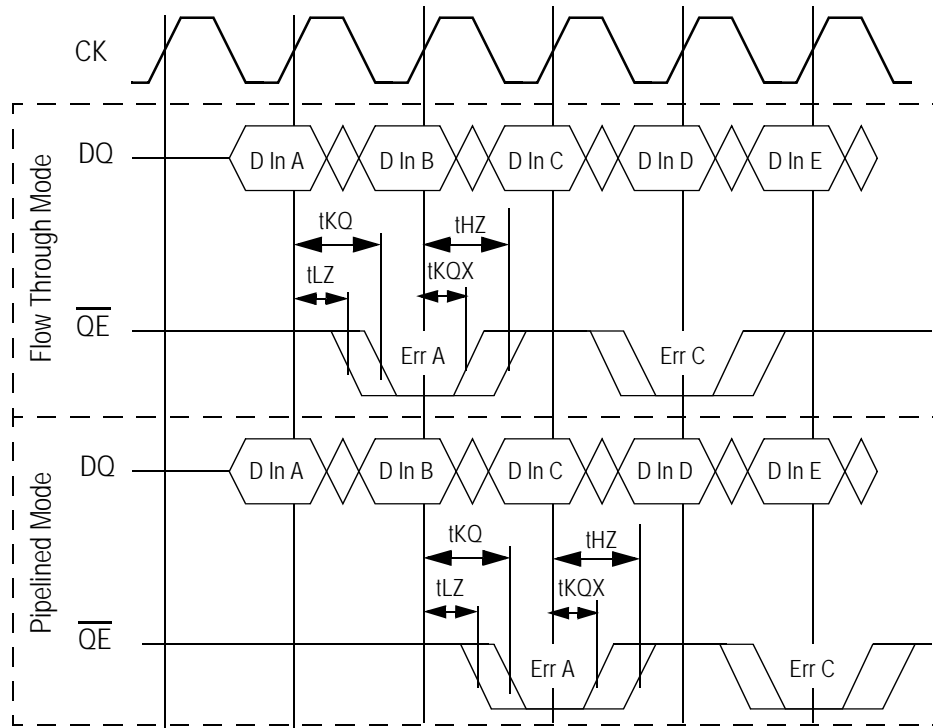 CK
Flow Through Mode
DQ
D In A
D In B
D In C
D In D
D In E
tKQ
tHZ
tLZ
tKQX
QE
Err A
Err C
Pipelined Mode
DQ
D In A
D In B
D In C
D In D
D In E
tKQ
tHZ
tLZ
tKQX
QE
Err A
Err C